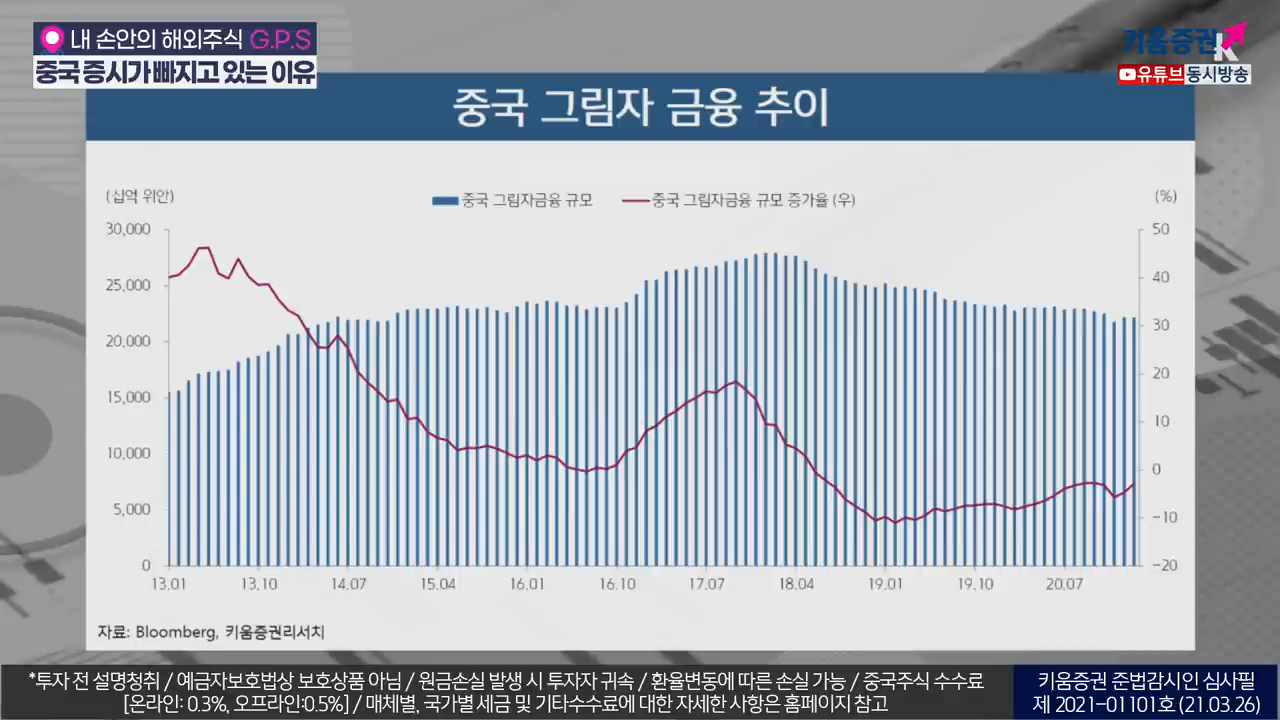 내 손안의 해외주식 G.P.S
중국 증시가 빠지고 있는 이유
키움증권
유튜브 동시방송
중국 그림자 금융 추이
(십억 위안)
중국 그림자금융 규모
중국 그림자금융 규모 증가율 (우)
(%)
30,000
25,000
20,000
15,000
10,000
5,000
0
50
40
30
20
10
0
-10
-20
13.01 13.10 14.07 15.04 16.01 16.10 17.07 18.04 19.01 19.10 20.07
자료: Bloomberg, 키움증권리서치
*투자 전 설명청취 / 예금자보호법상 보호상품 아님 / 원금손실 발생 시 투자자 귀속 / 환율변동에 따른 손실 가능 / 중국주식 수수료
[온라인: 0.3%, 오프라인:0.5%] / 매체별, 국가별 세금 및 기타수수료에 대한 자세한 사항은 홈페이지 참고
키움증권 준법감시인 심사필
제 2021-01101호 (21.03.26)